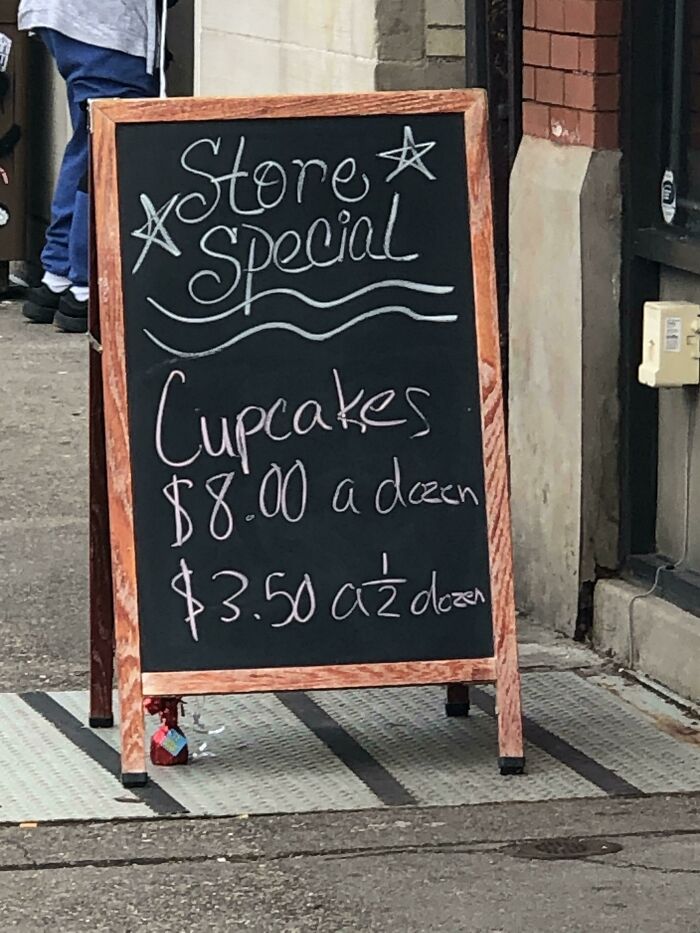 Store
Special
Cupcakes
$8.00 a dozen
$3.50 a 1/2 dozen